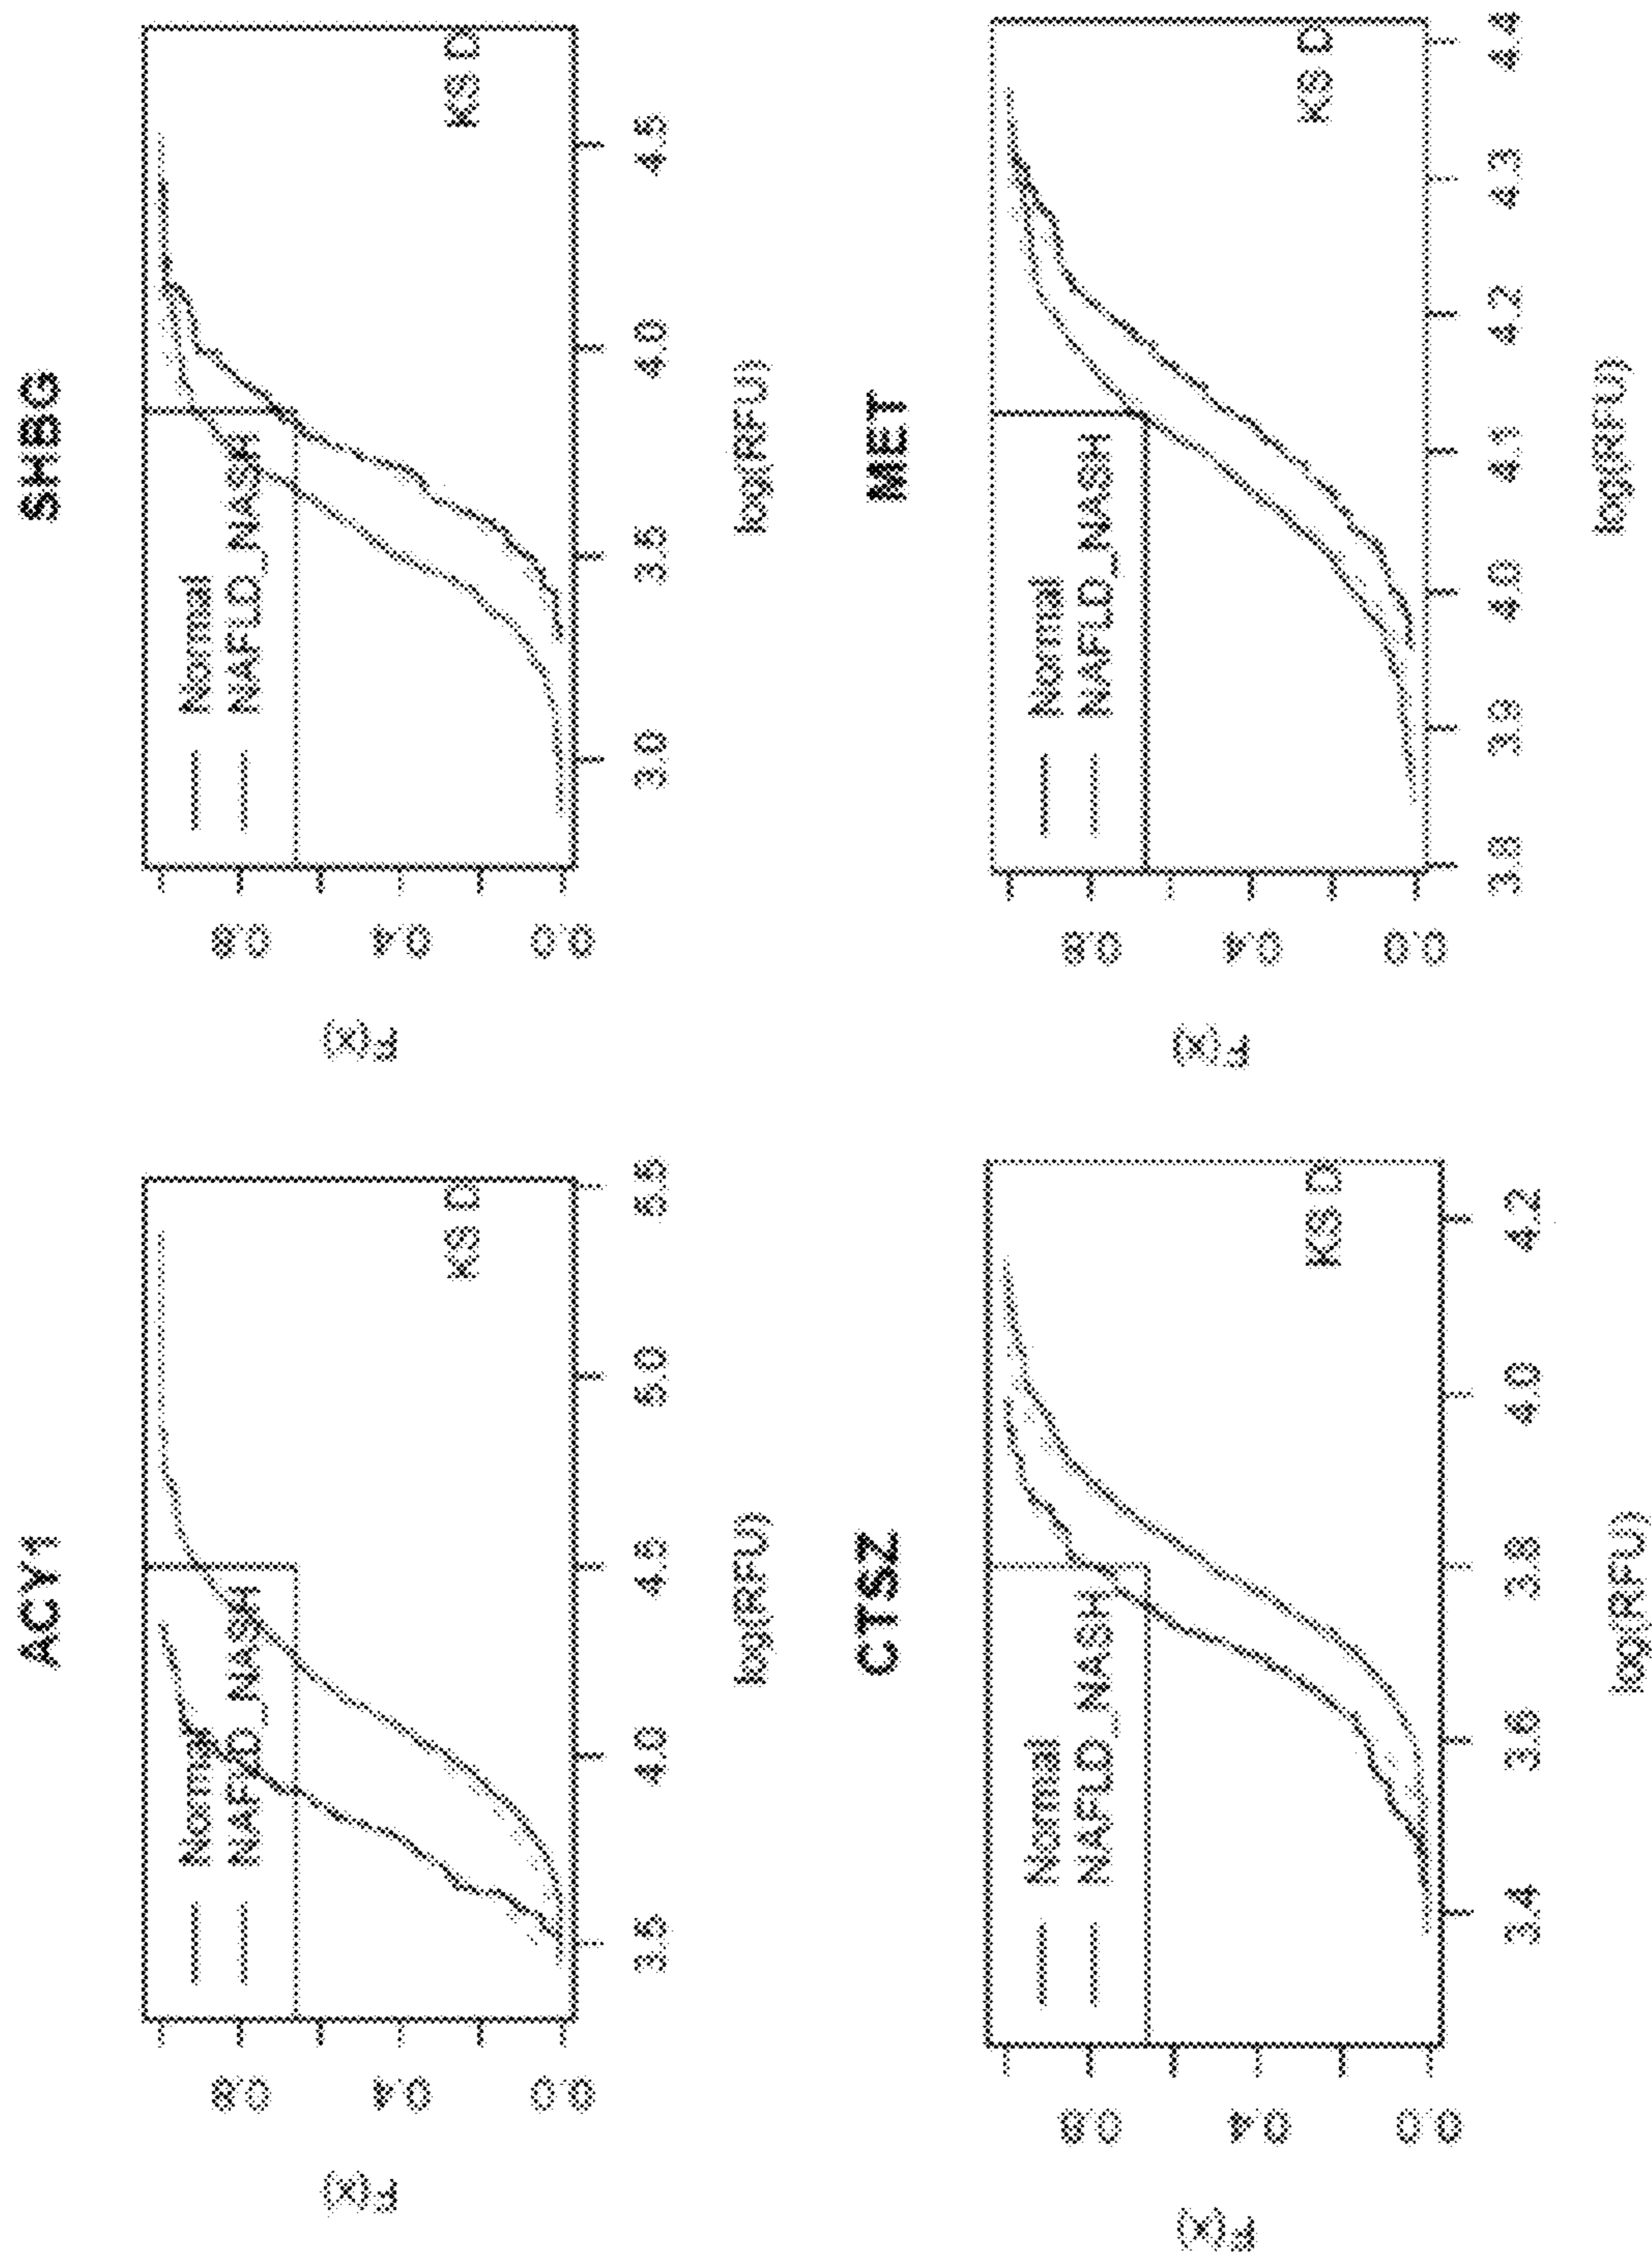 ACY1
F(x)
0.8
0.4
0.0
Normal
NAFLD_NASH
KS D
3.5
4.0
4.5
5.0
5.5
log(RFU)
SHBG
F(x)
0.8
0.4
0.0
Normal
NAFLD_NASH
KS D
3.0
3.5
4.0
4.5
log(RFU)
CTSZ
F(x)
0.8
0.4
0.0
Normal
NAFLD_NASH
KS D
3.4
3.6
3.8
4.0
4.2
log(RFU)
MET
F(x)
0.8
0.4
0.0
Normal
NAFLD_NASH
KS D
3.8
3.9
4.0
4.1
4.2
4.3
4.4
log(RFU)